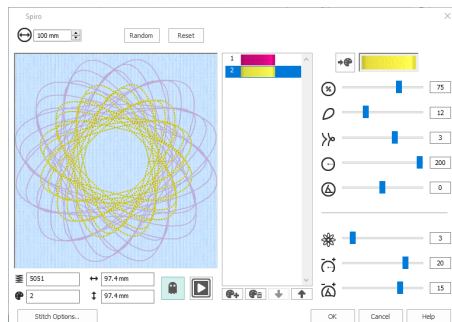 Spiro
100 mm
Random
Reset
1
2
75
12
3
200
0
3
20
15
5051
97.4 mm
2
97.4 mm
Stitch Options..
OK
Cancel
Help